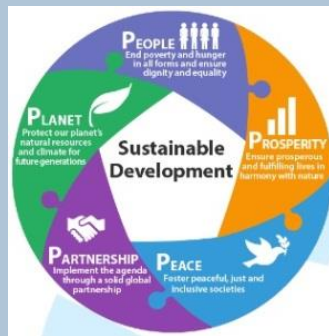 PEOPLE
End poverty and hunger
in all forms and ensure
dignity and equality
PROSPERITY
Ensure prosperous
and fulfilling lives in
harmony with nature
PEACE
Foster peaceful, just and
inclusive societies
PARTNERSHIP
Implement the agenda
through a solid global
partnership
PLANET
Protect our planet's
natural resources
and climate for
future generations
Sustainable
Development